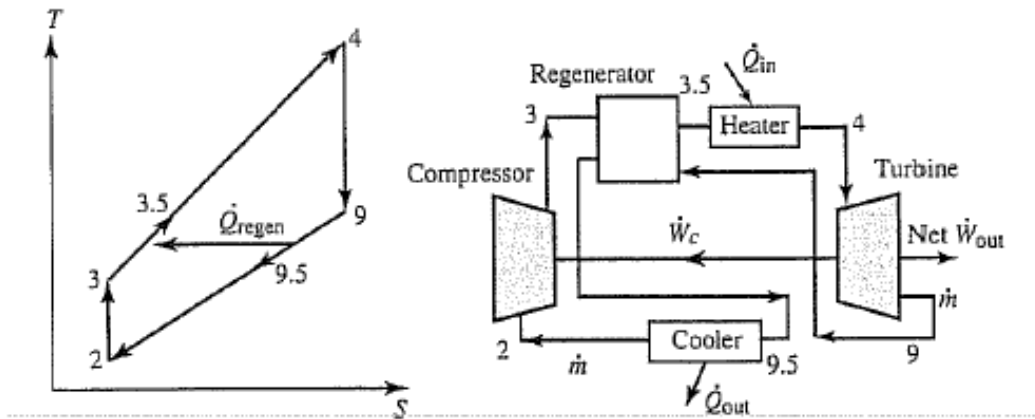 T
4
3.5
Q̇regen
9
3
9.5
2
S
Q̇in
Regenerator
3.5
3
Heater
4
Compressor
Turbine
Ẇc
Net Ẇout
ṁ
2
ṁ
Cooler
9.5
9
Q̇out